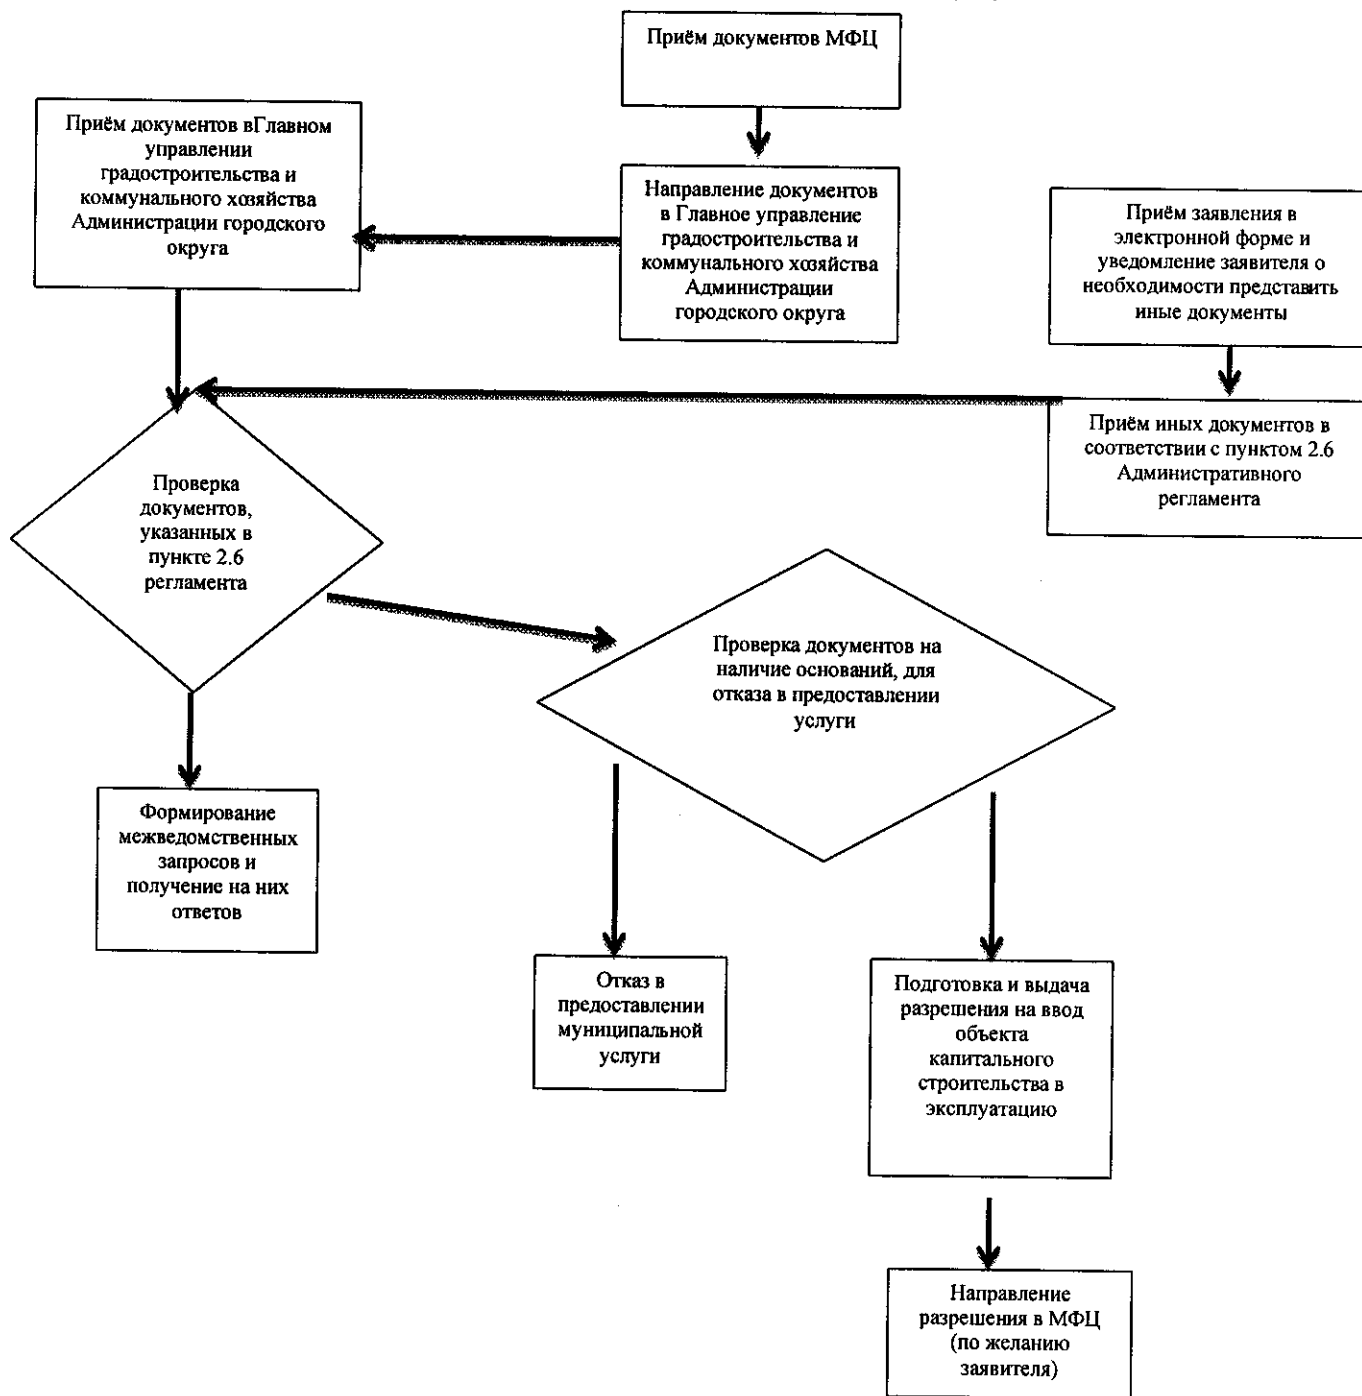 Приём документов МФЦ
Приём документов вГлавном
управлении
градостроительства и
коммунального хозяйства
Администрации городского
округа
Направление документов
в Главное управление
градостроительства и
коммунального хозяйства
Администрации
городского округа
Приём заявления в
электронной форме и
уведомление заявителя о
необходимости представить
иные документы
Приём иных документов в
соответствии с пунктом 2.6
Административного
регламента
Проверка
документов,
указанных в
пункте 2.6
регламента
Проверка документов на
наличие оснований, для
отказа в предоставлении
услуги
Формирование
межведомственных
запросов и
получение на них
ответов
Отказ в
предоставлении
муниципальной
услуги
Подготовка и выдача
разрешения на ввод
объекта
капитального
строительства в
эксплуатацию
Направление
разрешения в МФЦ
(по желанию
заявителя)